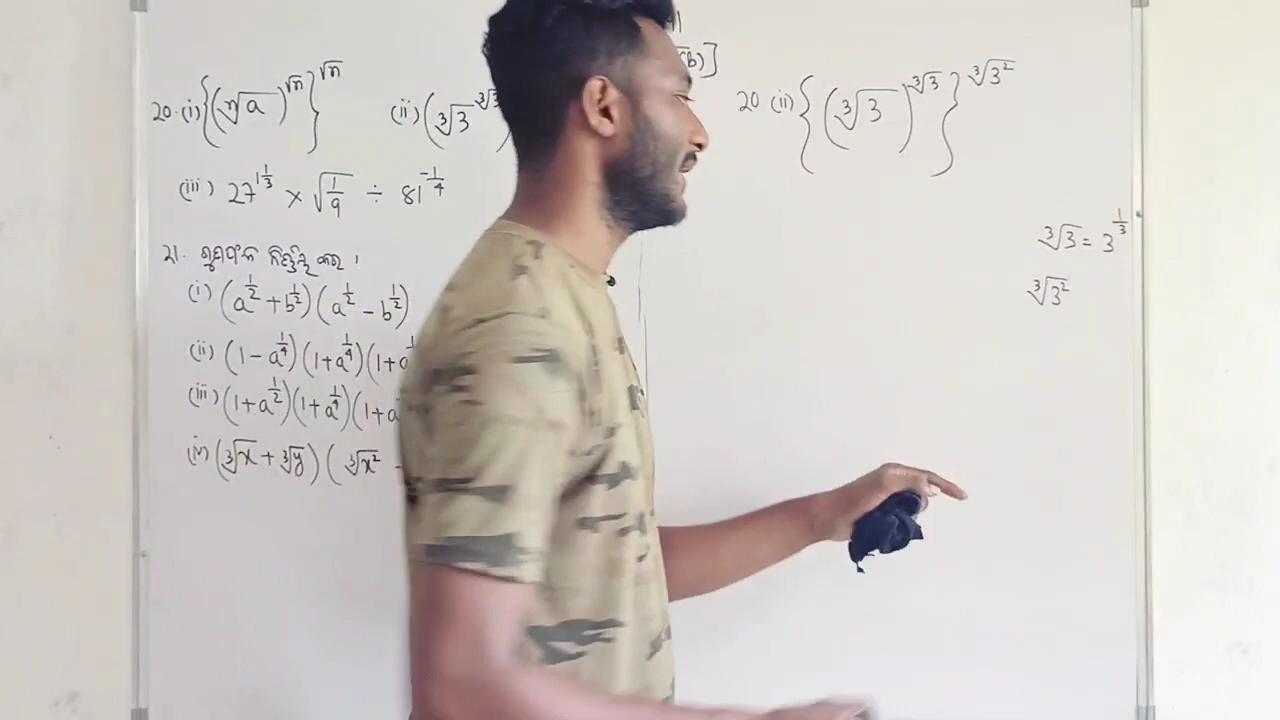 (B)]
20. (i) {(ⁿ√a)^√n}^√n
(ii) (∛3^∛3)
(iii) 27^(1/3) × √(1/9) ÷ 81^(-1/4)
21. ଗୁଣଫଳ ନିର୍ଣ୍ଣୟ କର ।
(i) (a^(1/2) + b^(1/2)) (a^(1/2) - b^(1/2))
(ii) (1 - a^(1/4)) (1 + a^(1/4)) (1 + a
(iii) (1 + a^(1/2)) (1 + a^(1/4)) (1 + a
(iv) (∛x + ∛y) (∛x²
20 (ii) {(∛3)^∛3}^∛3²
∛3 = 3^(1/3)
∛3²